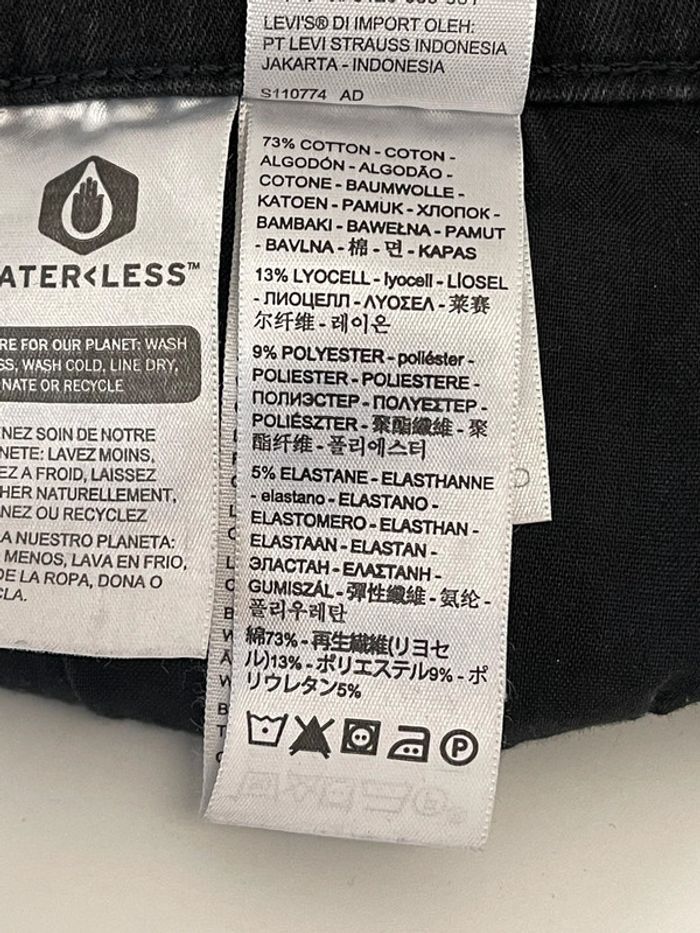 LEVI'S® DI IMPORT OLEH:
PT LEVI STRAUSS INDONESIA
JAKARTA - INDONESIA
S110774 AD
ATER<LESS™
RE FOR OUR PLANET: WASH
SS, WASH COLD, LINE DRY,
NATE OR RECYCLE
NEZ SOIN DE NOTRE
NETE: LAVEZ MOINS,
EZ A FROID, LAISSEZ
HER NATURELLEMENT,
NEZ OU RECYCLEZ
A NUESTRO PLANETA:
MENOS, LAVA EN FRIO,
DE LA ROPA, DONA O
CLA.
73% COTTON - COTON -
ALGODÓN - ALGODÃO -
COTONE - BAUMWOLLE -
KATOEN - PAMUK - ХЛОПОК -
BAMBAKI - BAWEŁNA - PAMUT
- BAVLNA - 棉 - 면 - KAPAS
13% LYOCELL - lyocell - LİOSEL
- ЛИОЦЕЛЛ - ΛΥΟΣΕΛ - 莱赛
尔纤维 - 레이온
9% POLYESTER - poliéster -
POLIESTER - POLIESTERE -
ПОЛИЭСТЕР - ΠΟΛΥΕΣΤΕΡ -
POLIÉSZTER - 聚酯纖維 - 聚
酯纤维 - 폴리에스터
5% ELASTANE - ELASTHANNE
- elastano - ELASTANO -
ELASTOMERO - ELASTHAN -
ELASTAAN - ELASTAN -
ЭЛАСТАН - ΕΛΑΣΤΑΝΗ -
GUMISZÁL - 彈性纖維 - 氨纶 -
폴리우레탄
綿73% - 再生繊維(リヨセ
ル)13% - ポリエステル9% - ポ
リウレタン5%
P